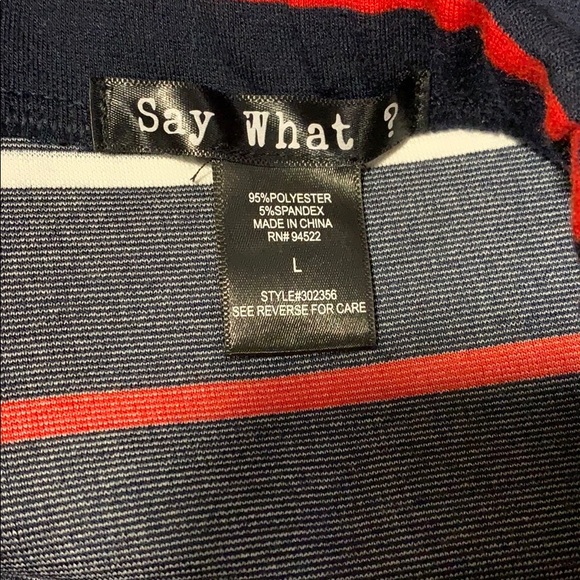 Say What ?
95%POLYESTER
5%SPANDEX
MADE IN CHINA
RN# 94522
L
STYLE#302356
SEE REVERSE FOR CARE